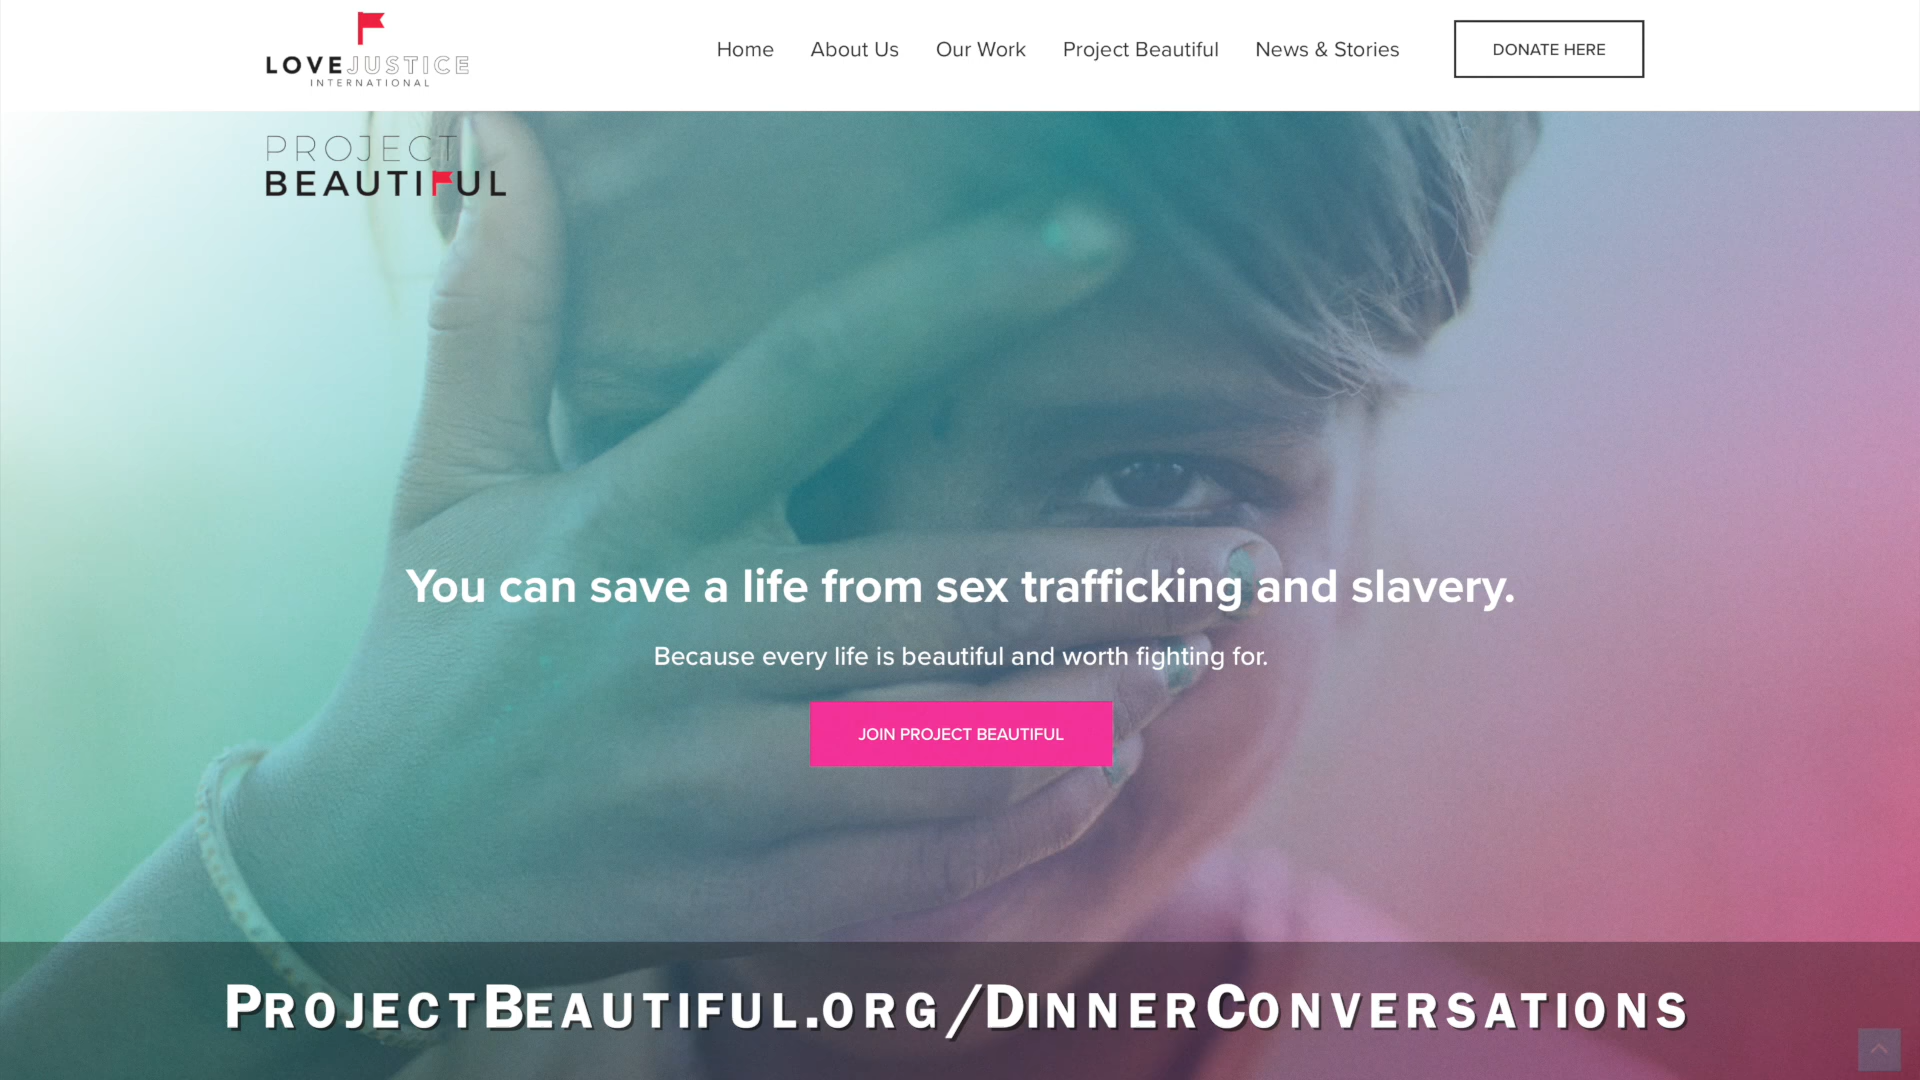 LOVEJUSTICE
INTERNATIONAL
Home About Us Our Work Project Beautiful News & Stories DONATE HERE
PROJECT
BEAUTIFUL
You can save a life from sex trafficking and slavery.
Because every life is beautiful and worth fighting for.
JOIN PROJECT BEAUTIFUL
PROJECTBEAUTIFUL.ORG/DINNERCONVERSATIONS